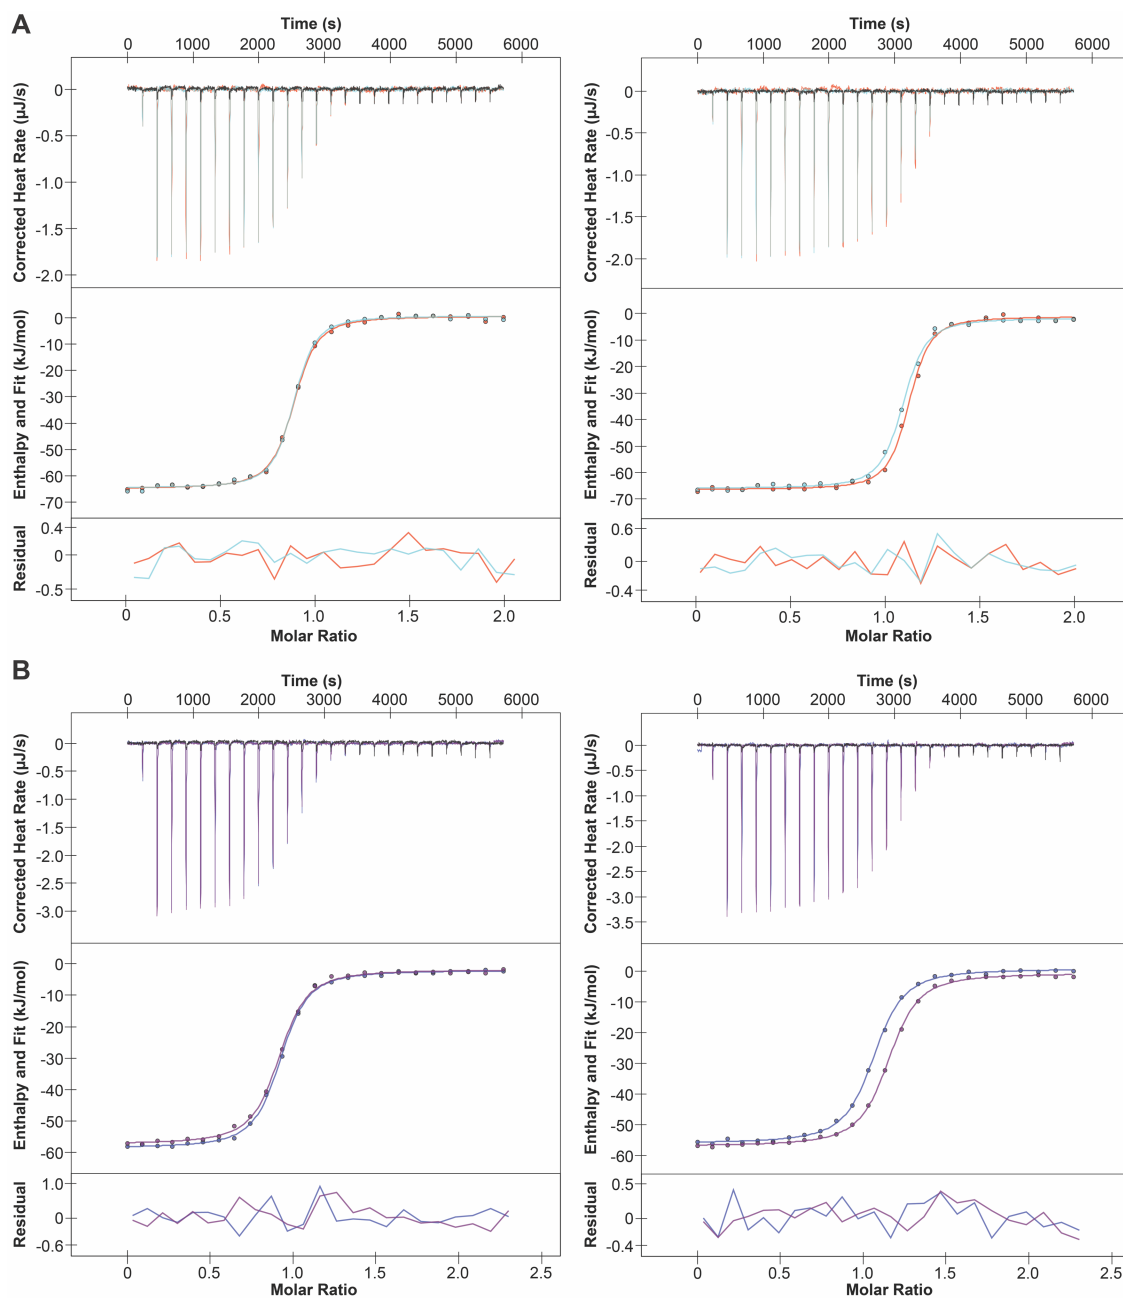 A
Time (s)
0 1000 2000 3000 4000 5000 6000
Corrected Heat Rate (µJ/s)
0
-0.5
-1.0
-1.5
-2.0
Enthalpy and Fit (kJ/mol)
0
-10
-20
-30
-40
-50
-60
-70
Residual
0.4
0
-0.5
0 0.5 1.0 1.5 2.0
Molar Ratio
Time (s)
0 1000 2000 3000 4000 5000 6000
Corrected Heat Rate (µJ/s)
0
-0.5
-1.0
-1.5
-2.0
Enthalpy and Fit (kJ/mol)
0
-10
-20
-30
-40
-50
-60
-70
Residual
0.6
0
-0.4
0 0.5 1.0 1.5 2.0
Molar Ratio
B
Time (s)
0 1000 2000 3000 4000 5000 6000
Corrected Heat Rate (µJ/s)
0
-0.5
-1.0
-1.5
-2.0
-2.5
-3.0
Enthalpy and Fit (kJ/mol)
0
-10
-20
-30
-40
-50
-60
Residual
1.0
0
-0.6
0 0.5 1.0 1.5 2.0 2.5
Molar Ratio
Time (s)
0 1000 2000 3000 4000 5000 6000
Corrected Heat Rate (µJ/s)
0
-0.5
-1.0
-1.5
-2.0
-2.5
-3.0
-3.5
Enthalpy and Fit (kJ/mol)
0
-10
-20
-30
-40
-50
-60
Residual
0.5
0
-0.4
0 0.5 1.0 1.5 2.0 2.5
Molar Ratio